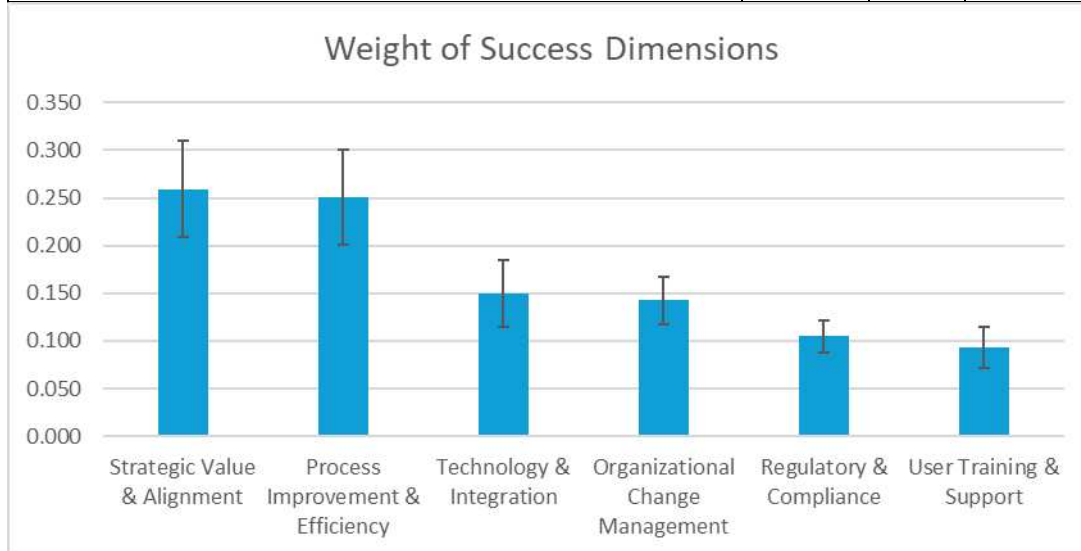 Weight of Success Dimensions
0.350
0.300
0.250
0.200
0.150
0.100
0.050
0.000
Strategic Value
& Alignment
Process
Improvement &
Efficiency
Technology &
Integration
Organizational
Change
Management
Regulatory &
Compliance
User Training &
Support